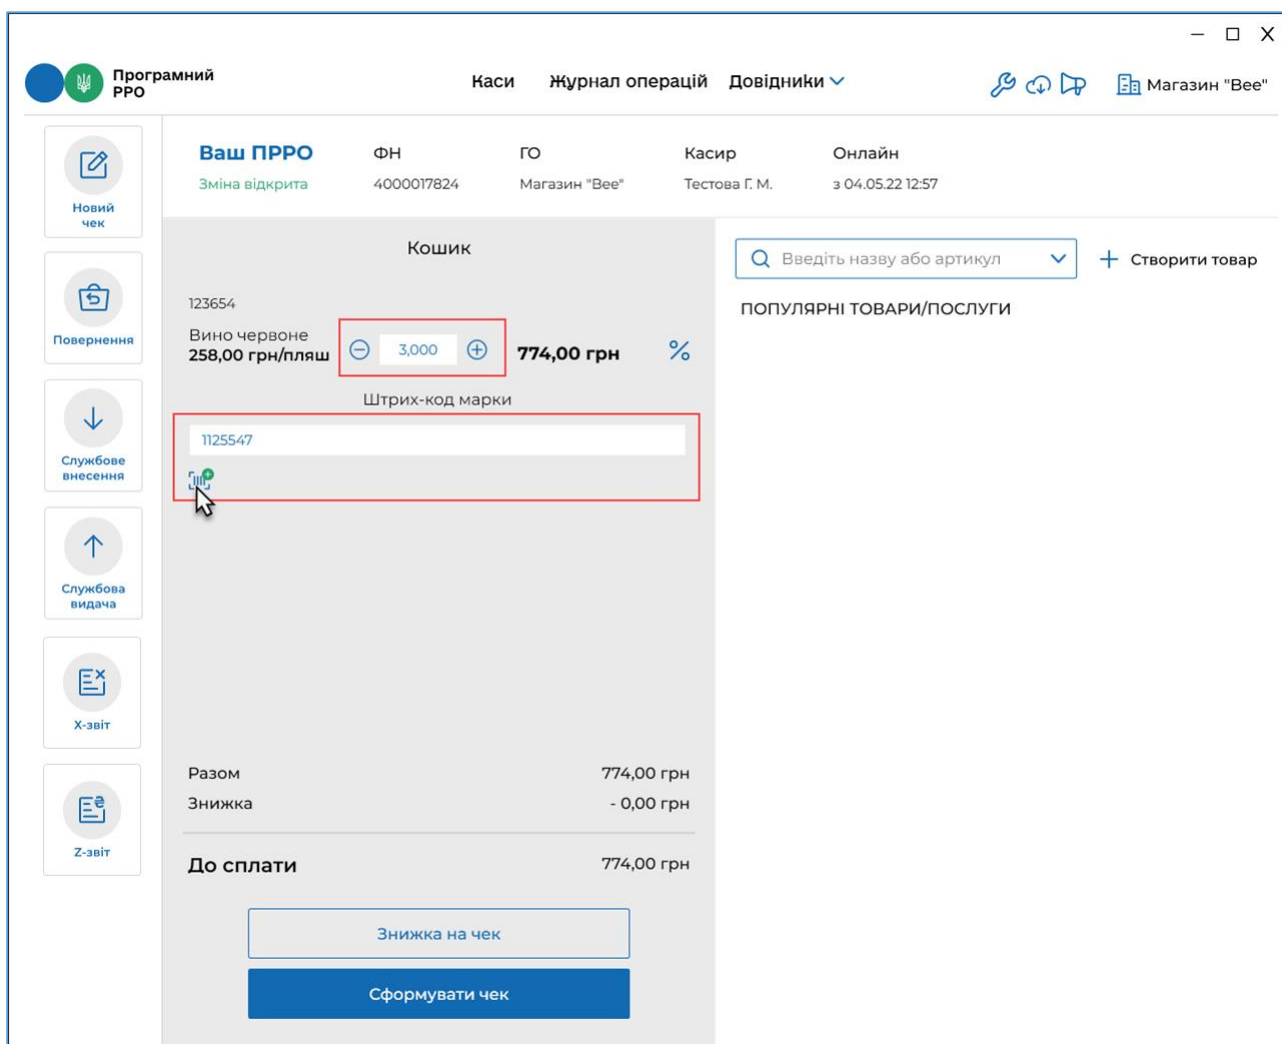 Програмний
РРО
Каси Журнал операцій Довідники
Магазин "Bee"
Новий
чек
Повернення
Службове
внесення
Службова
видача
X-звіт
Z-звіт
Ваш ПРРО ФН ГО Касир Онлайн
Зміна відкрита 4000017824 Магазин "Bee" Тестова Г. М. з 04.05.22 12:57
Кошик
123654
Вино червоне
258,00 грн/пляш 3,000 774,00 грн %
Штрих-код марки
1125547
Разом 774,00 грн
Знижка - 0,00 грн
До сплати 774,00 грн
Знижка на чек
Сформувати чек
Введіть назву або артикул
Створити товар
ПОПУЛЯРНІ ТОВАРИ/ПОСЛУГИ